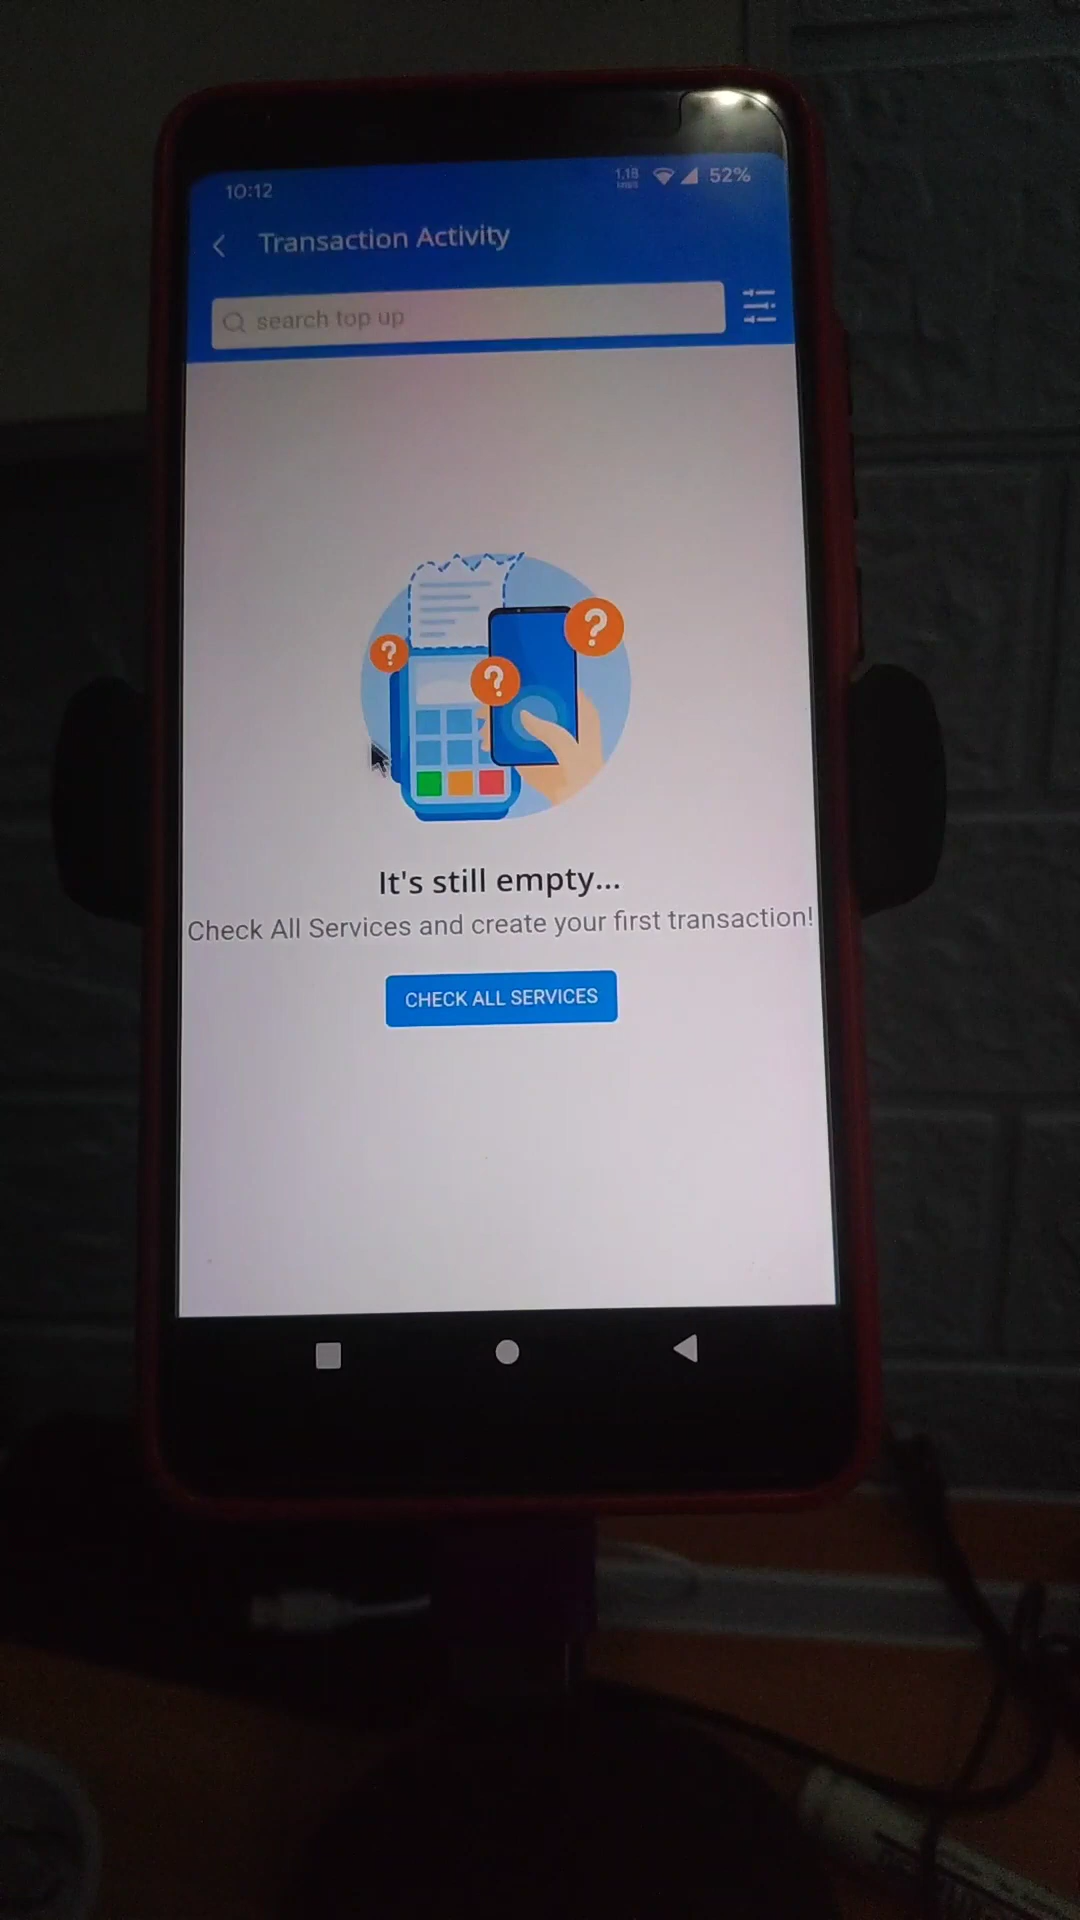 10:12
1.18
52%
Transaction Activity
search top up
?
?
?
It's still empty...
Check All Services and create your first transaction!
CHECK ALL SERVICES